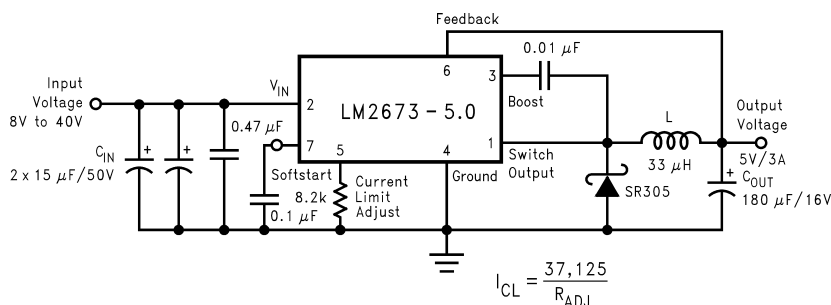 Feedback
0.01 μF
6
3
Input
Voltage
8V to 40V
V_IN
2
LM2673 - 5.0
Boost
L
Output
Voltage
0.47 μF
7
5
4
1
Switch
Output
33 μH
5V/3A
C_IN
2 x 15 μF/50V
+
+
Softstart
8.2k
Current
Limit
Adjust
Ground
SR305
+
C_OUT
180 μF/16V
0.1 μF
I_CL = 37,125
R_ADJ